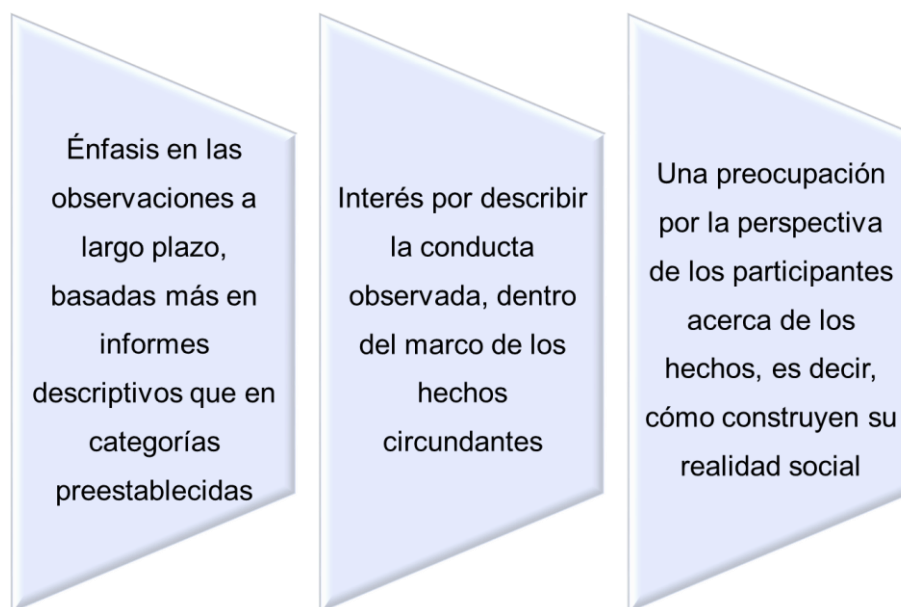 Énfasis en las
observaciones a
largo plazo,
basadas más en
informes
descriptivos que en
categorías
preestablecidas
Interés por describir
la conducta
observada, dentro
del marco de los
hechos
circundantes
Una preocupación
por la perspectiva
de los participantes
acerca de los
hechos, es decir,
cómo construyen su
realidad social